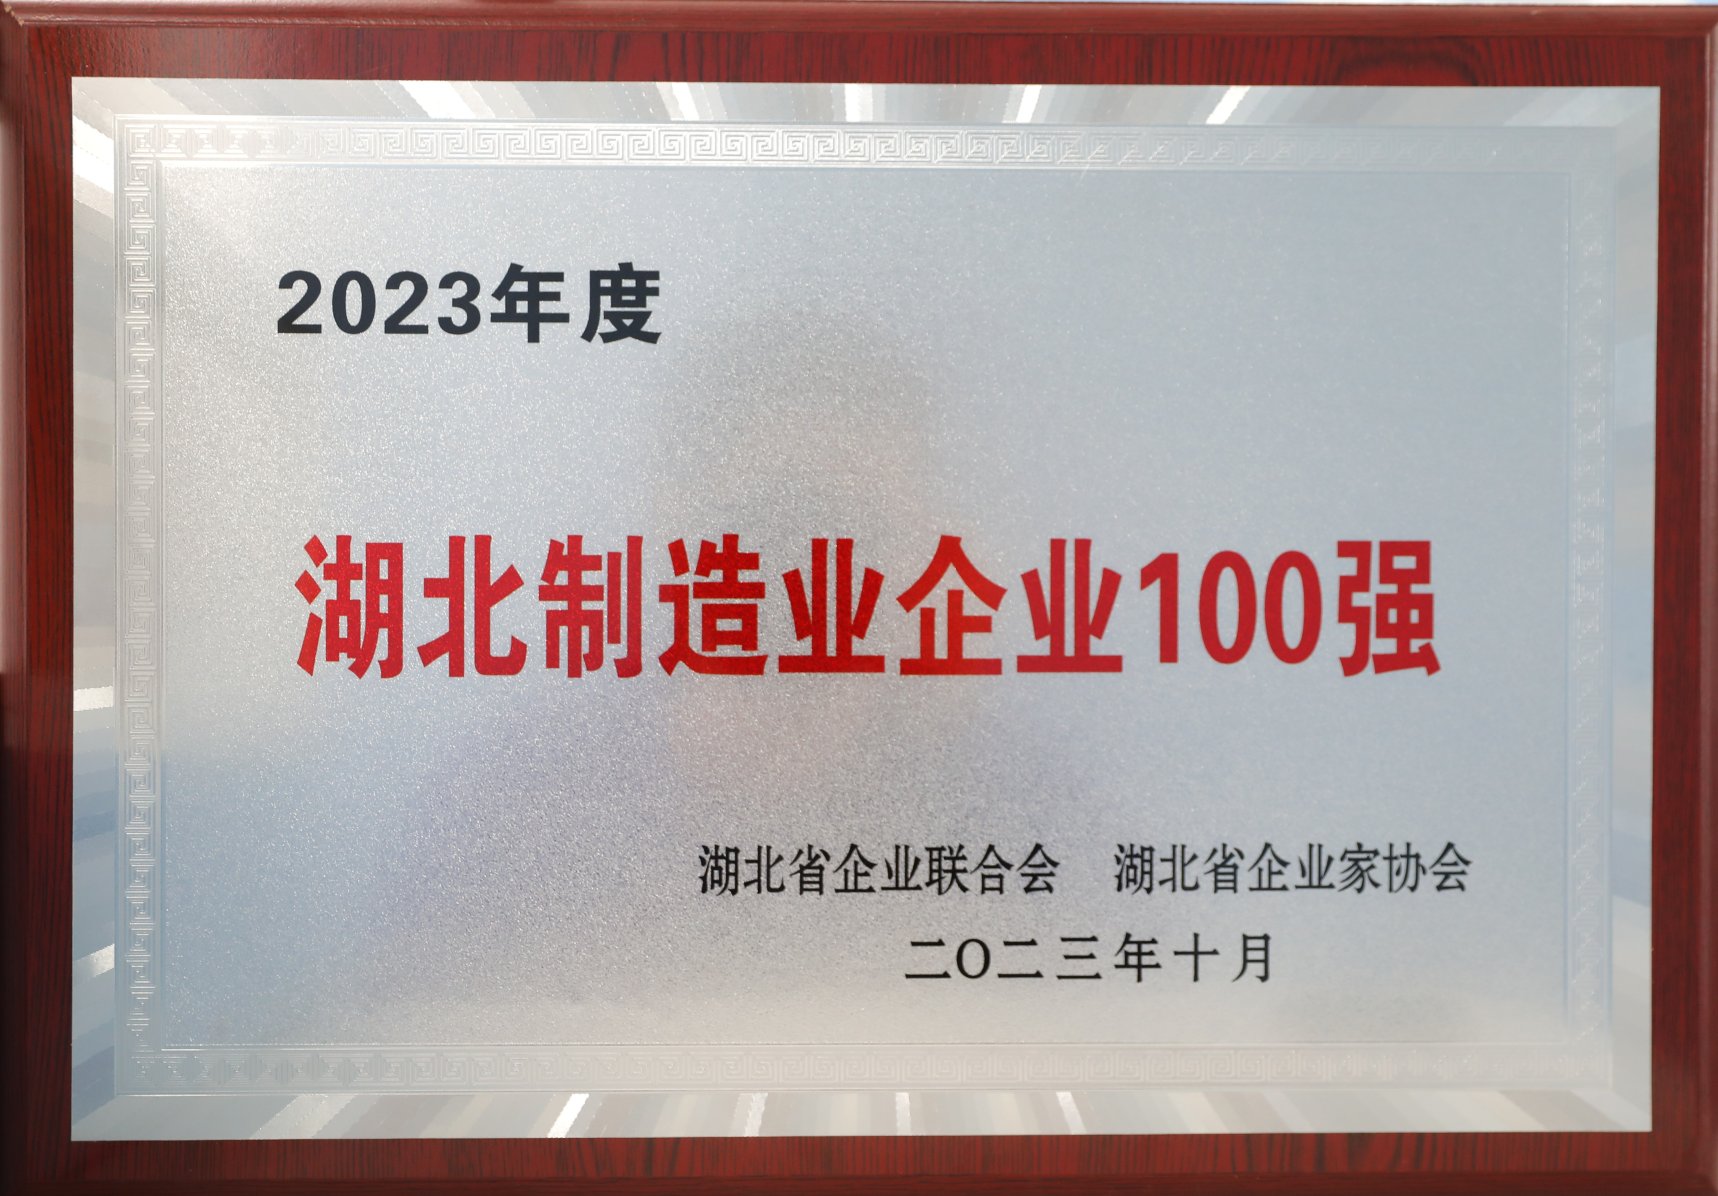 2023年度
湖北制造业企业100强
湖北省企业联合会 湖北省企业家协会
二〇二三年十月